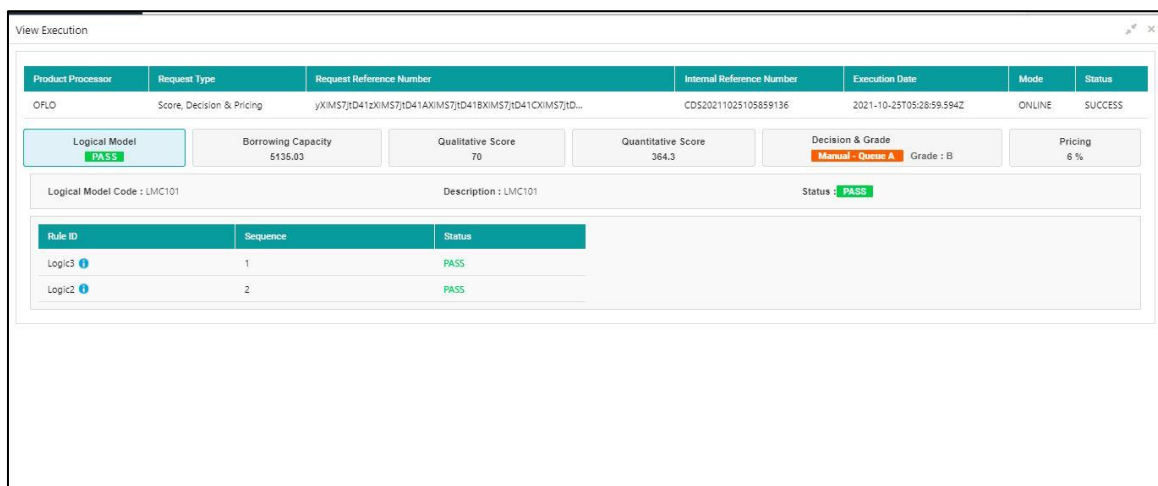 View Execution
Product Processor Request Type Request Reference Number Internal Reference Number Execution Date Mode Status
OFLO Score, Decision & Pricing yXIMS7jtD41zXIMS7jtD41AXIMS7jtD41BXIMS7jtD41CXIMS7jtD... CDS20211025105859136 2021-10-25T05:28:59.594Z ONLINE SUCCESS
Logical Model Borrowing Capacity Qualitative Score Quantitative Score Decision & Grade Pricing
PASS 5135.03 70 364.3 Manual - Queue A Grade : B 6 %
Logical Model Code : LMC101 Description : LMC101 Status : PASS
Rule ID Sequence Status
Logic3 1 PASS
Logic2 2 PASS